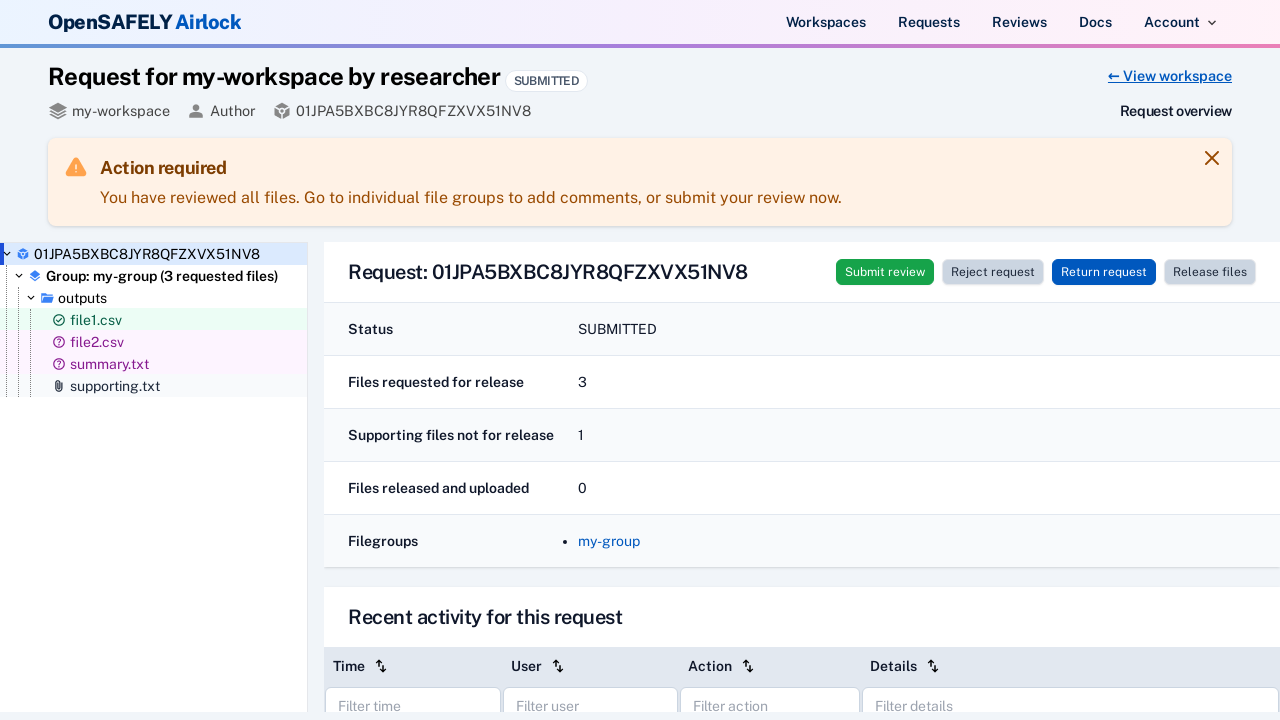 OpenSAFELY Airlock Workspaces Requests Reviews Docs Account
Request for my-workspace by researcher SUBMITTED ← View workspace
my-workspace Author 01JPA5BXBC8JYR8QFZXVX51NV8 Request overview
Action required
You have reviewed all files. Go to individual file groups to add comments, or submit your review now.
01JPA5BXBC8JYR8QFZXVX51NV8
Group: my-group (3 requested files)
outputs
file1.csv
file2.csv
summary.txt
supporting.txt
Request: 01JPA5BXBC8JYR8QFZXVX51NV8 Submit review Reject request Return request Release files
Status SUBMITTED
Files requested for release 3
Supporting files not for release 1
Files released and uploaded 0
Filegroups • my-group
Recent activity for this request
Time User Action Details
Filter time Filter user Filter action Filter details